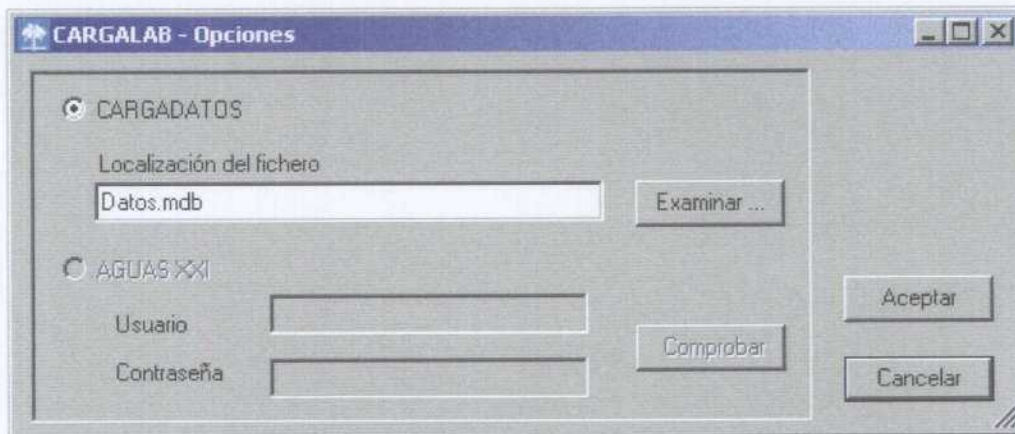 CARGALAB - Opciones
CARGADATOS
Localización del fichero
Datos.mdb
Examinar ...
AGUAS XXI
Usuario
Contraseña
Comprobar
Aceptar
Cancelar